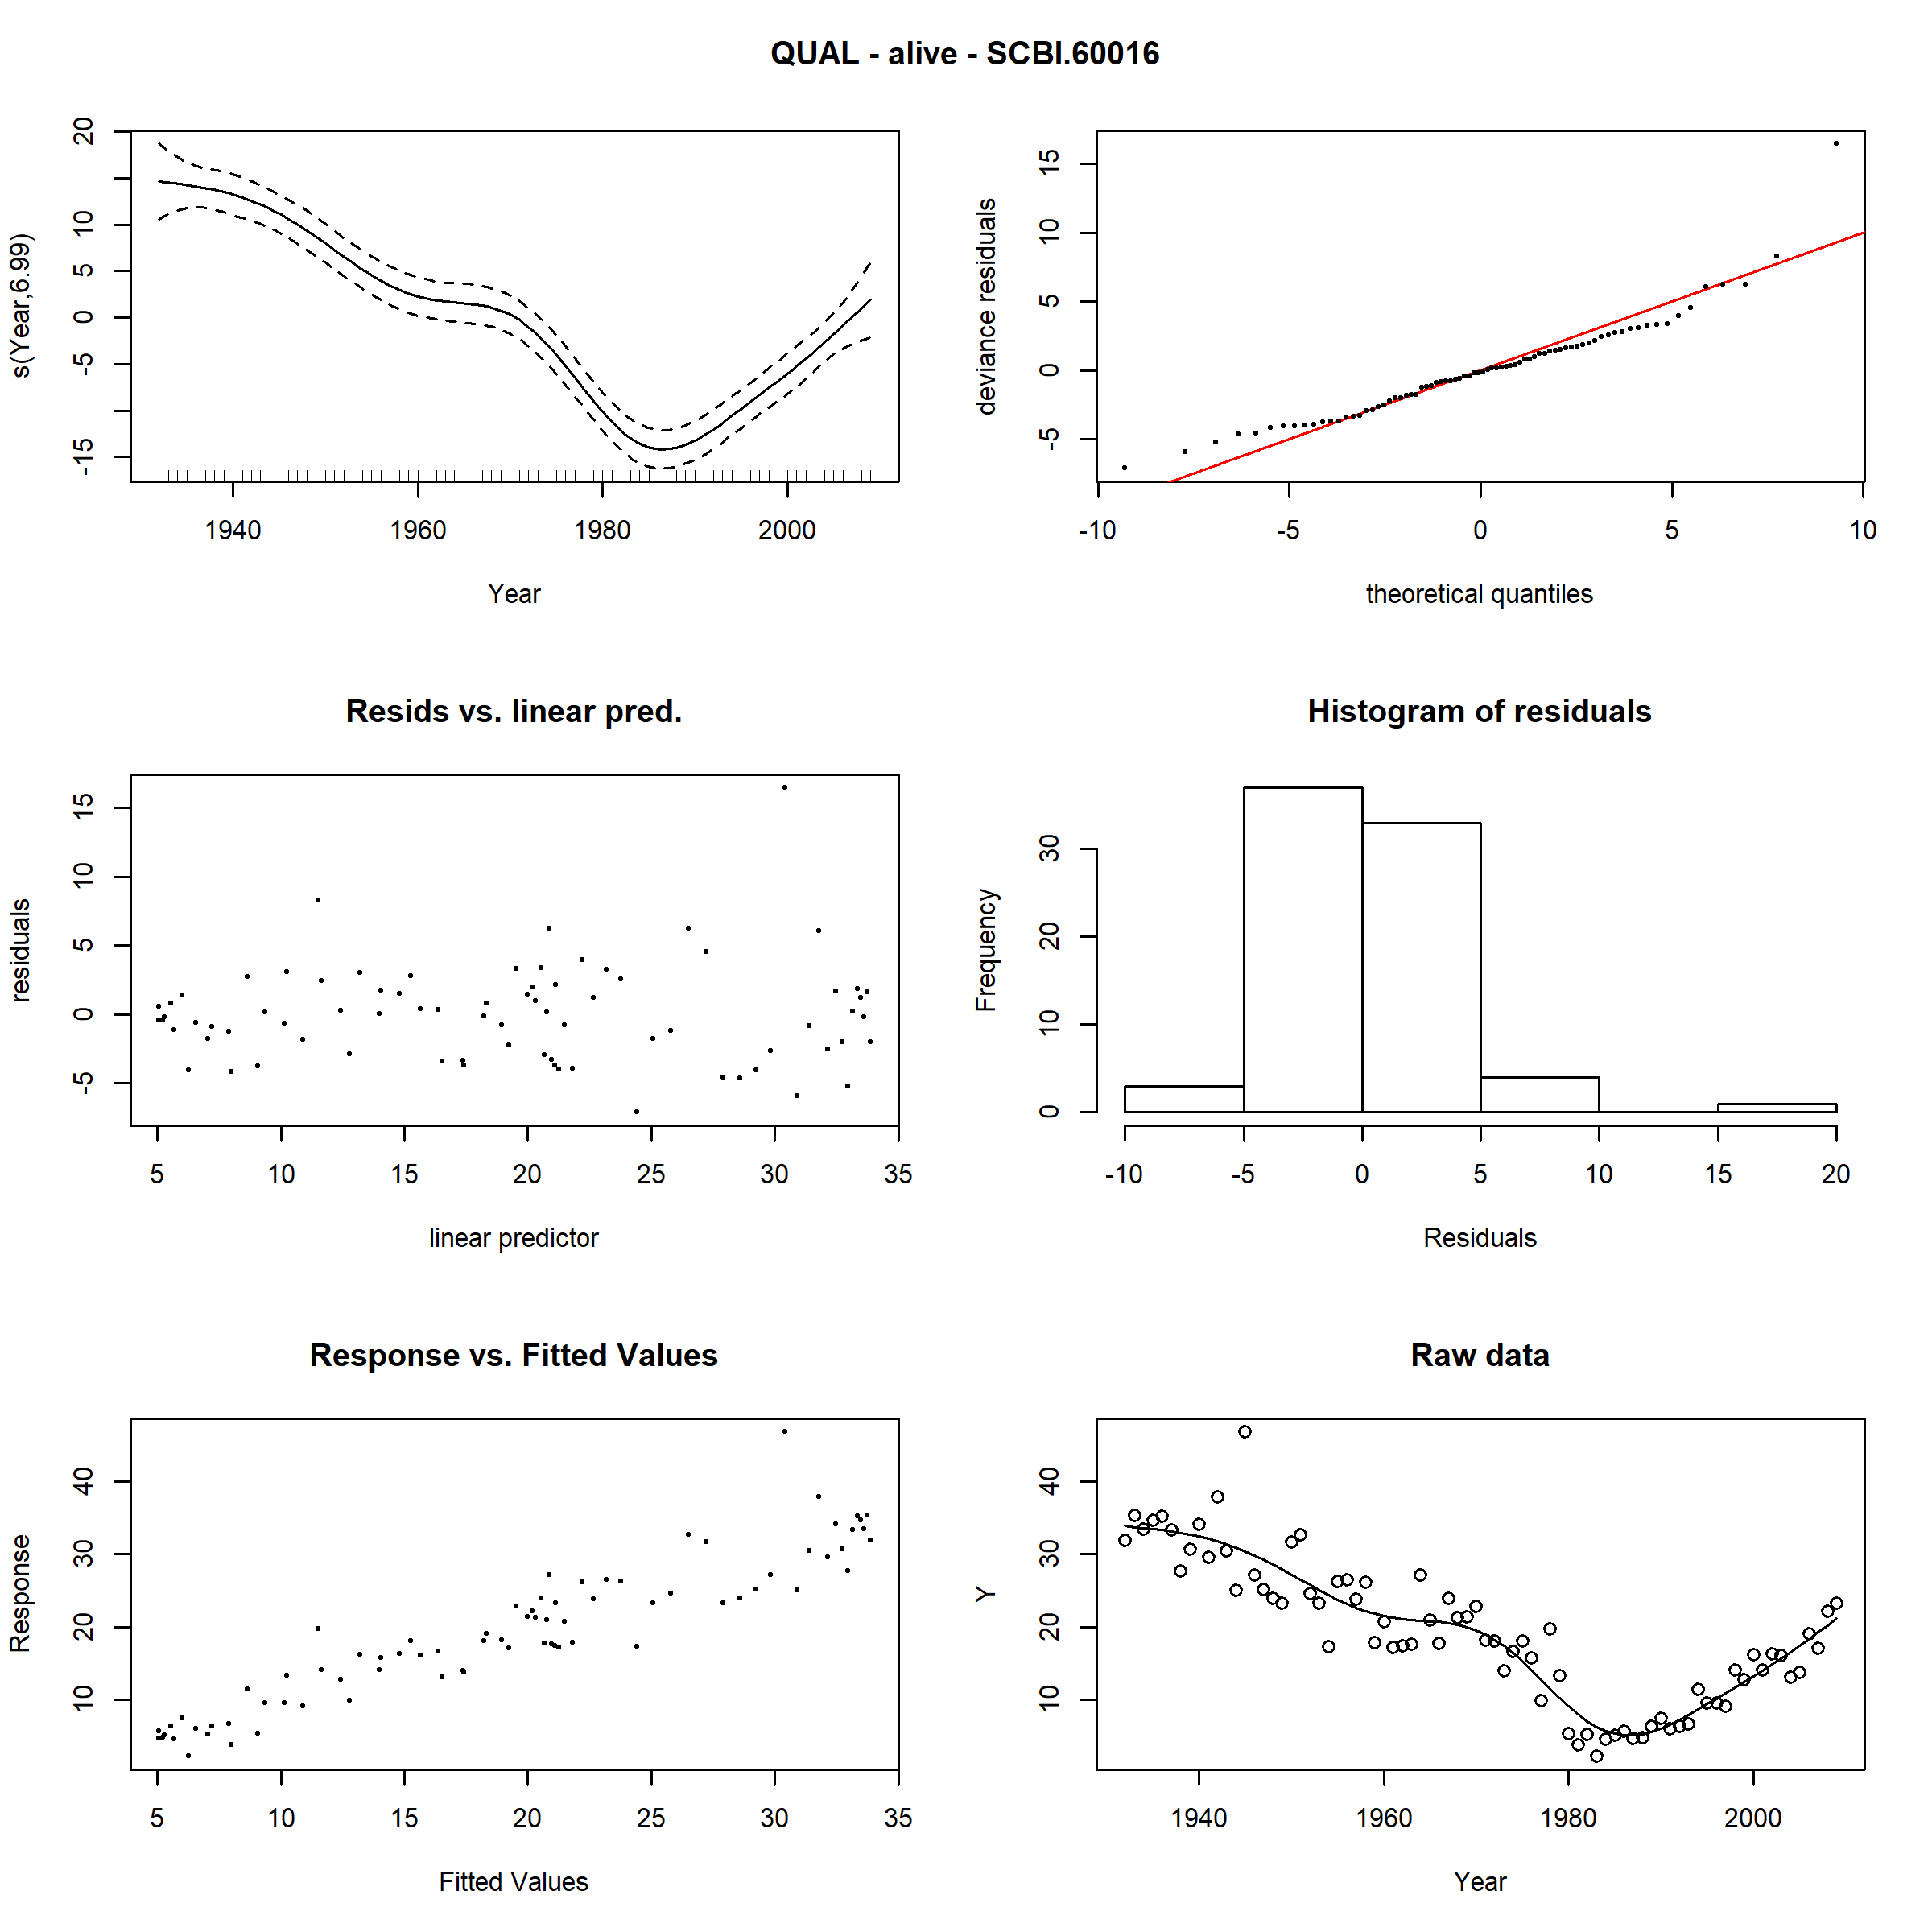 QUAL - alive - SCBI.60016
s(Year,6.99)
20
10
5
0
-5
-15
1940 1960 1980 2000
Year
deviance residuals
15
10
5
0
-5
-10 -5 0 5 10
theoretical quantiles
Resids vs. linear pred.
residuals
15
10
5
0
-5
5 10 15 20 25 30 35
linear predictor
Histogram of residuals
Frequency
30
20
10
0
-10 -5 0 5 10 15 20
Residuals
Response vs. Fitted Values
Response
40
30
20
10
5 10 15 20 25 30 35
Fitted Values
Raw data
Y
40
30
20
10
1940 1960 1980 2000
Year